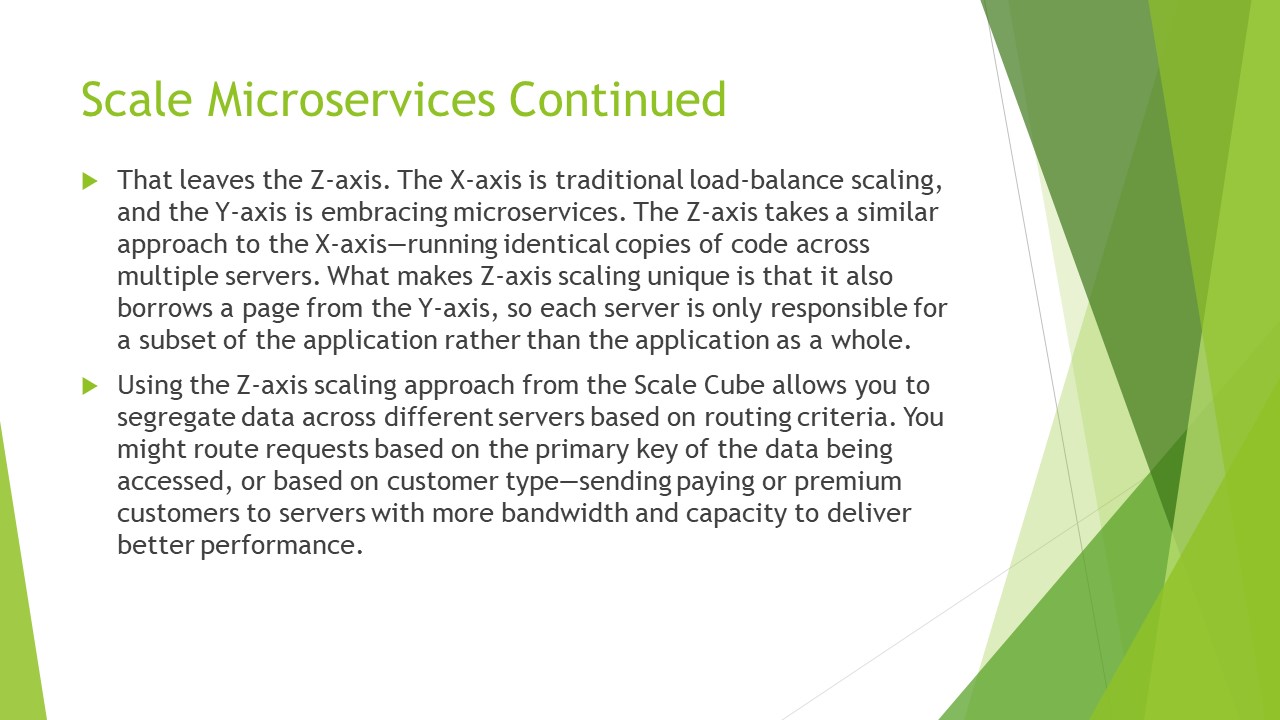 Scale Microservices Continued
That leaves the Z-axis. The X-axis is traditional load-balance scaling,
and the Y-axis is embracing microservices. The Z-axis takes a similar
approach to the X-axis—running identical copies of code across
multiple servers. What makes Z-axis scaling unique is that it also
borrows a page from the Y-axis, so each server is only responsible for
a subset of the application rather than the application as a whole.
Using the Z-axis scaling approach from the Scale Cube allows you to
segregate data across different servers based on routing criteria. You
might route requests based on the primary key of the data being
accessed, or based on customer type—sending paying or premium
customers to servers with more bandwidth and capacity to deliver
better performance.